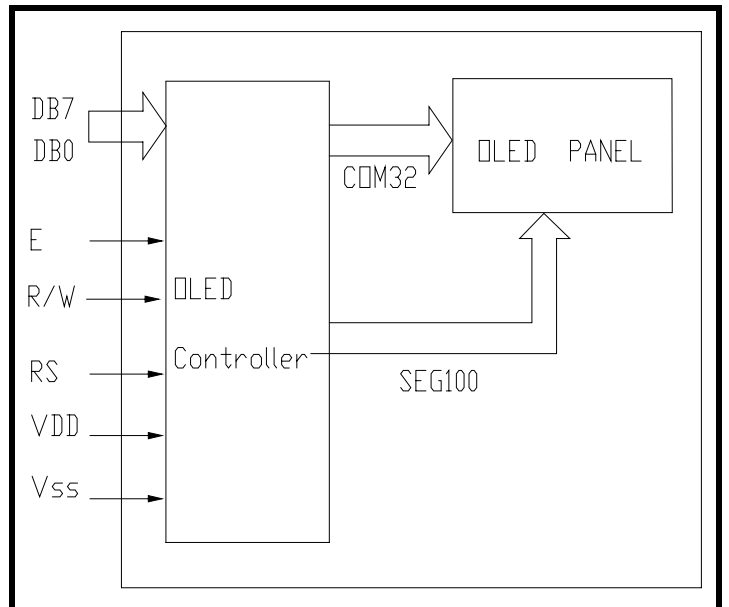 DB7
DB0
COM32
OLED PANEL
E
R/W
OLED
Controller
RS
SEG100
VDD
Vss